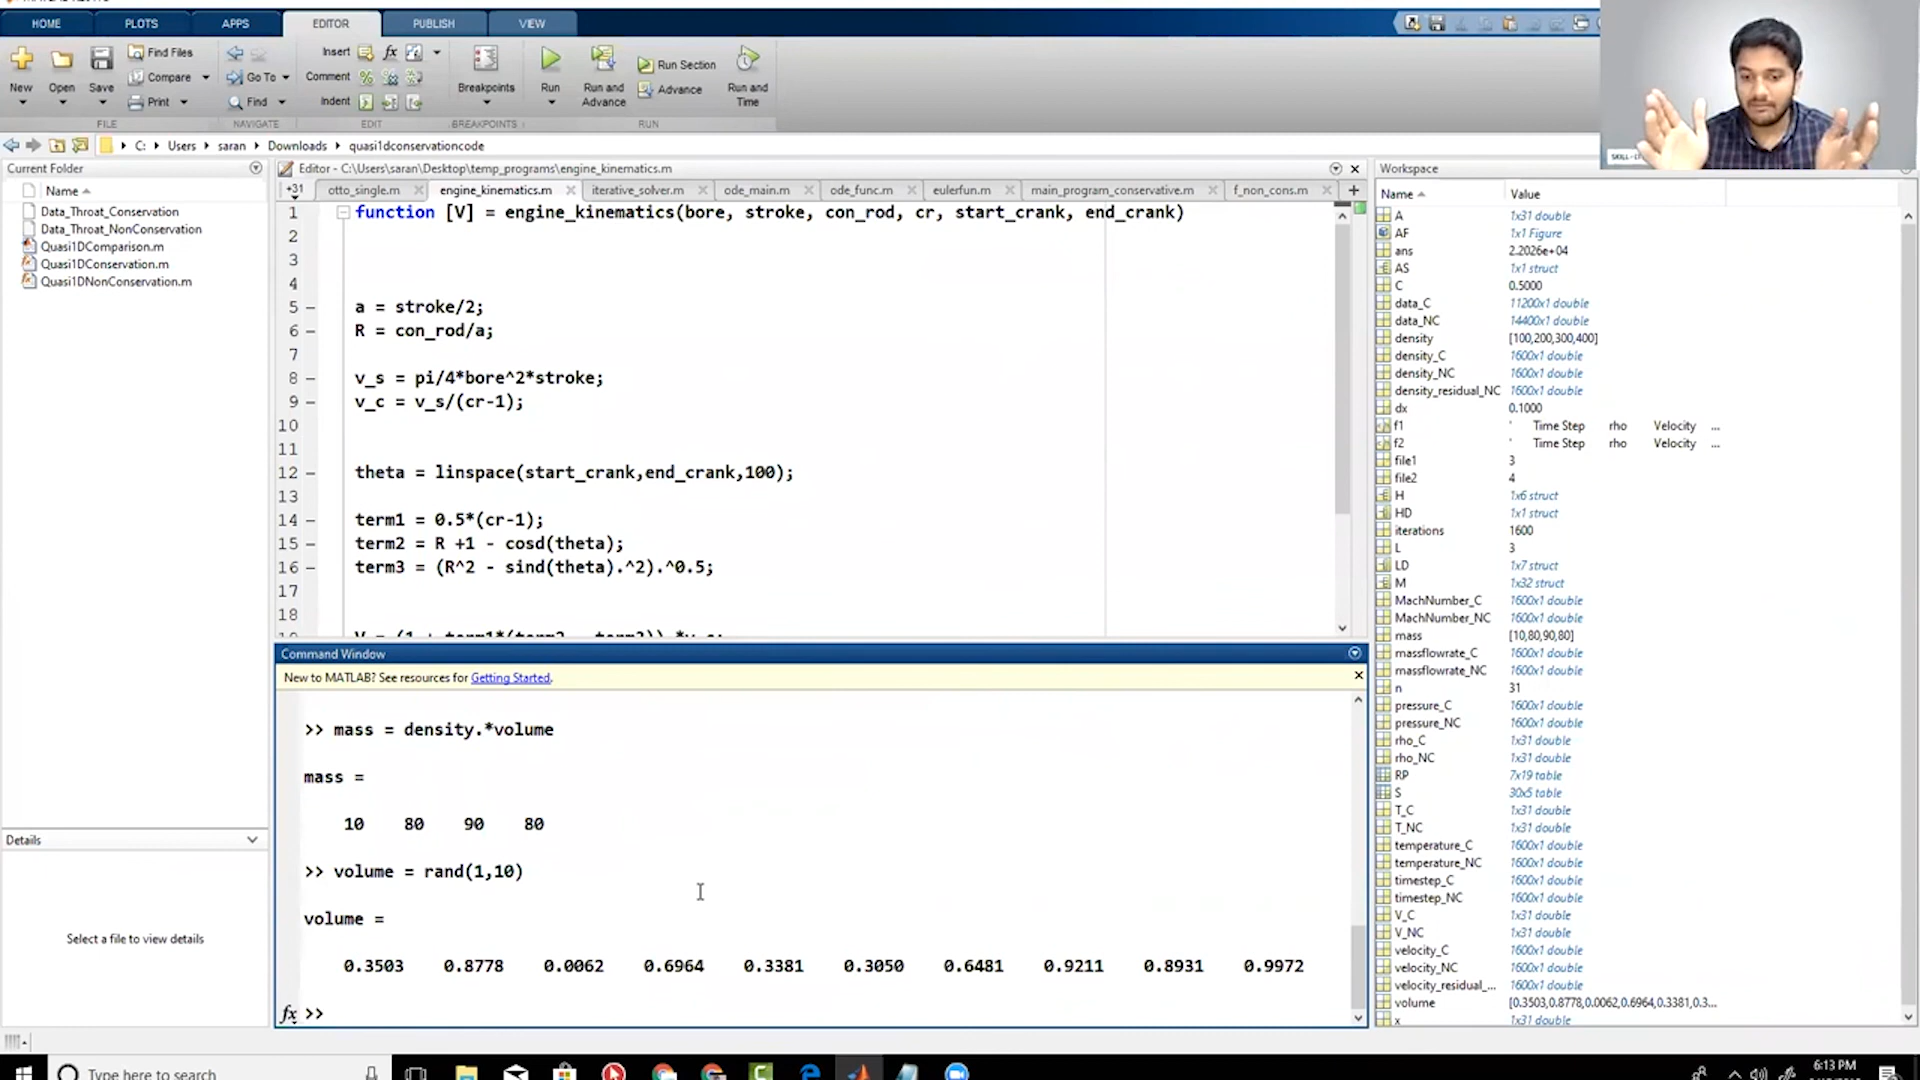 HOME PLOTS APPS EDITOR PUBLISH VIEW
New Open Save Find Files Compare Print
FILE
Go To Find
NAVIGATE
Insert fx
Comment
Indent
EDIT
Breakpoints
BREAKPOINTS
Run Run and Advance Run Section Advance Run and Time
RUN
C: Users saran Downloads quasi1dconservationcode
Current Folder
Name
Data_Throat_Conservation
Data_Throat_NonConservation
Quasi1DComparison.m
Quasi1DConservation.m
Quasi1DNonConservation.m
Details
Select a file to view details
Editor - C:\Users\saran\Desktop\temp_programs\engine_kinematics.m
+31 otto_single.m engine_kinematics.m iterative_solver.m ode_main.m ode_func.m eulerfun.m main_program_conservative.m f_non_cons.m
1 function [V] = engine_kinematics(bore, stroke, con_rod, cr, start_crank, end_crank)
2
3
4
5 – a = stroke/2;
6 – R = con_rod/a;
7
8 – v_s = pi/4*bore^2*stroke;
9 – v_c = v_s/(cr-1);
10
11
12 – theta = linspace(start_crank,end_crank,100);
13
14 – term1 = 0.5*(cr-1);
15 – term2 = R +1 - cosd(theta);
16 – term3 = (R^2 - sind(theta).^2).^0.5;
17
18
Command Window
New to MATLAB? See resources for Getting Started.
>> mass = density.*volume
mass =
10 80 90 80
>> volume = rand(1,10)
volume =
0.3503 0.8778 0.0062 0.6964 0.3381 0.3050 0.6481 0.9211 0.8931 0.9972
fx >>
Workspace
Name Value
A 1x31 double
AF 1x1 Figure
ans 2.2026e+04
AS 1x1 struct
C 0.5000
data_C 11200x1 double
data_NC 14400x1 double
density [100,200,300,400]
density_C 1600x1 double
density_NC 1600x1 double
density_residual_NC 1600x1 double
dx 0.1000
f1 ' Time Step rho Velocity ...
f2 ' Time Step rho Velocity ...
file1 3
file2 4
H 1x6 struct
HD 1x1 struct
iterations 1600
L 3
LD 1x7 struct
M 1x32 struct
MachNumber_C 1600x1 double
MachNumber_NC 1600x1 double
mass [10,80,90,80]
massflowrate_C 1600x1 double
massflowrate_NC 1600x1 double
n 31
pressure_C 1600x1 double
pressure_NC 1600x1 double
rho_C 1x31 double
rho_NC 1x31 double
RP 7x19 table
S 30x5 table
T_C 1x31 double
T_NC 1x31 double
temperature_C 1600x1 double
temperature_NC 1600x1 double
timestep_C 1600x1 double
timestep_NC 1600x1 double
V_C 1x31 double
V_NC 1x31 double
velocity_C 1600x1 double
velocity_NC 1600x1 double
velocity_residual_... 1600x1 double
volume [0.3503,0.8778,0.0062,0.6964,0.3381,0.3...
x 1x31 double
Type here to search
6:13 PM